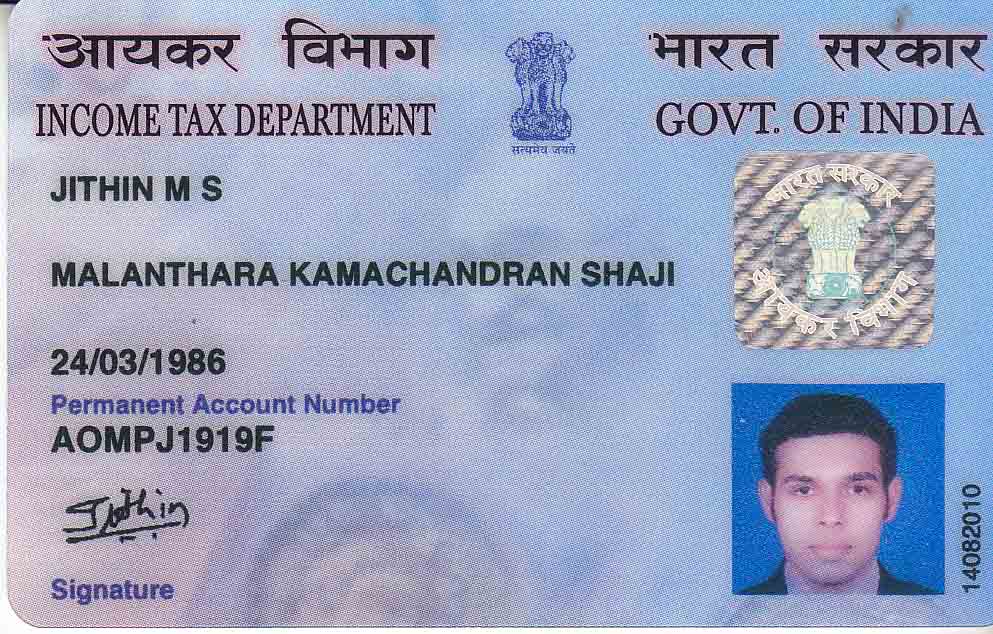 आयकर विभाग
INCOME TAX DEPARTMENT
सत्यमेव जयते
भारत सरकार
GOVT. OF INDIA
JITHIN M S
MALANTHARA KAMACHANDRAN SHAJI
24/03/1986
Permanent Account Number
AOMPJ1919F
Jithin
Signature
भारत सरकार
आयकर विभाग
14082010